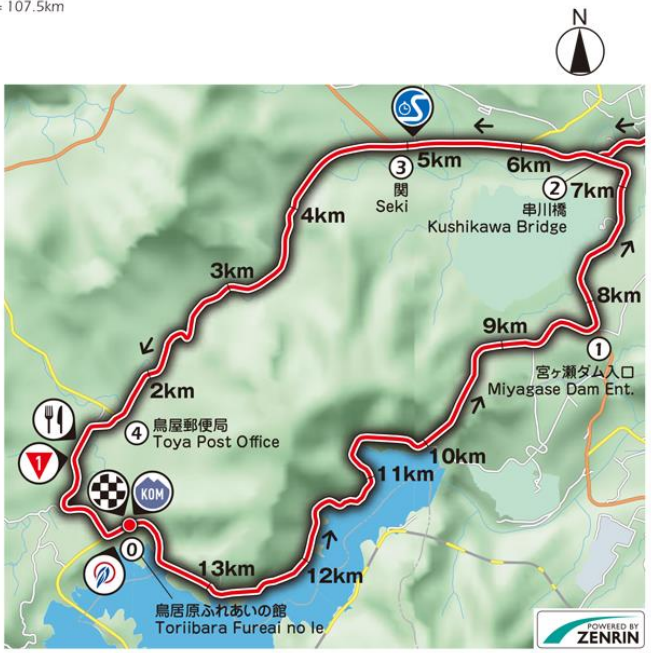 = 107.5km
N
S
5km
6km
③
関
Seki
②
7km
串川橋
Kushikawa Bridge
4km
3km
8km
9km
①
宮ヶ瀬ダム入口
Miyagase Dam Ent.
2km
④
鳥屋郵便局
Toya Post Office
1
10km
11km
KOM
0
13km
12km
鳥居原ふれあいの館
Toriibara Fureai no Ie
POWERED BY
ZENRIN